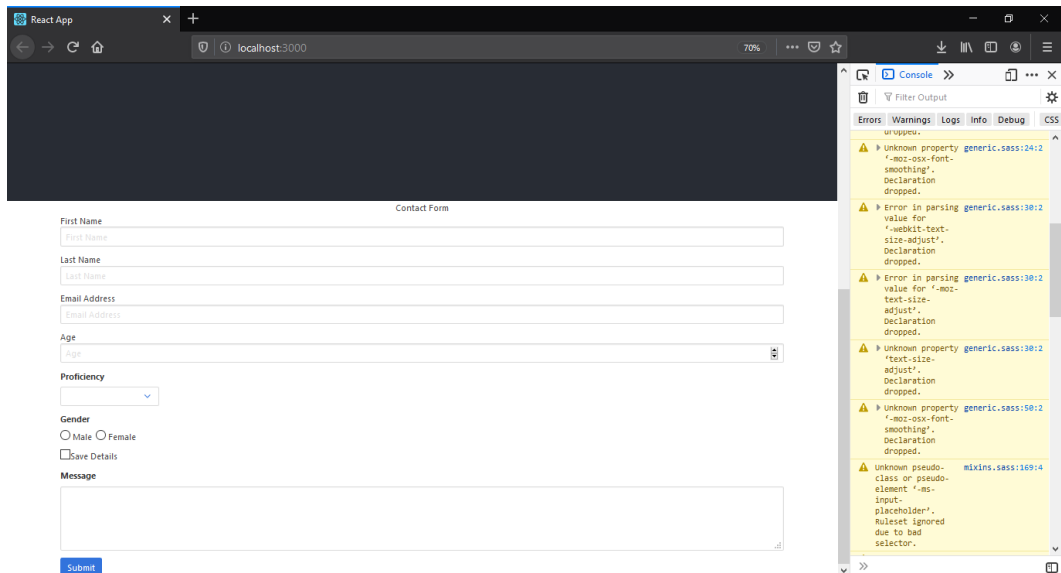 React App
localhost:3000
70%
Console
Filter Output
Errors Warnings Logs Info Debug CSS
dropped.
Unknown property generic.sass:24:2
‘-moz-osx-font-
smoothing’.
Declaration
dropped.
Error in parsing generic.sass:30:2
value for
‘-webkit-text-
size-adjust’.
Declaration
dropped.
Error in parsing generic.sass:30:2
value for ‘-moz-
text-size-
adjust’.
Declaration
dropped.
Unknown property generic.sass:30:2
‘text-size-
adjust’.
Declaration
dropped.
Unknown property generic.sass:50:2
‘-moz-osx-font-
smoothing’.
Declaration
dropped.
Unknown pseudo- mixins.sass:169:4
class or pseudo-
element ‘-ms-
input-
placeholder’.
Ruleset ignored
due to bad
selector.
Contact Form
First Name
First Name
Last Name
Last Name
Email Address
Email Address
Age
Age
Proficiency
Gender
Male Female
Save Details
Message
Submit